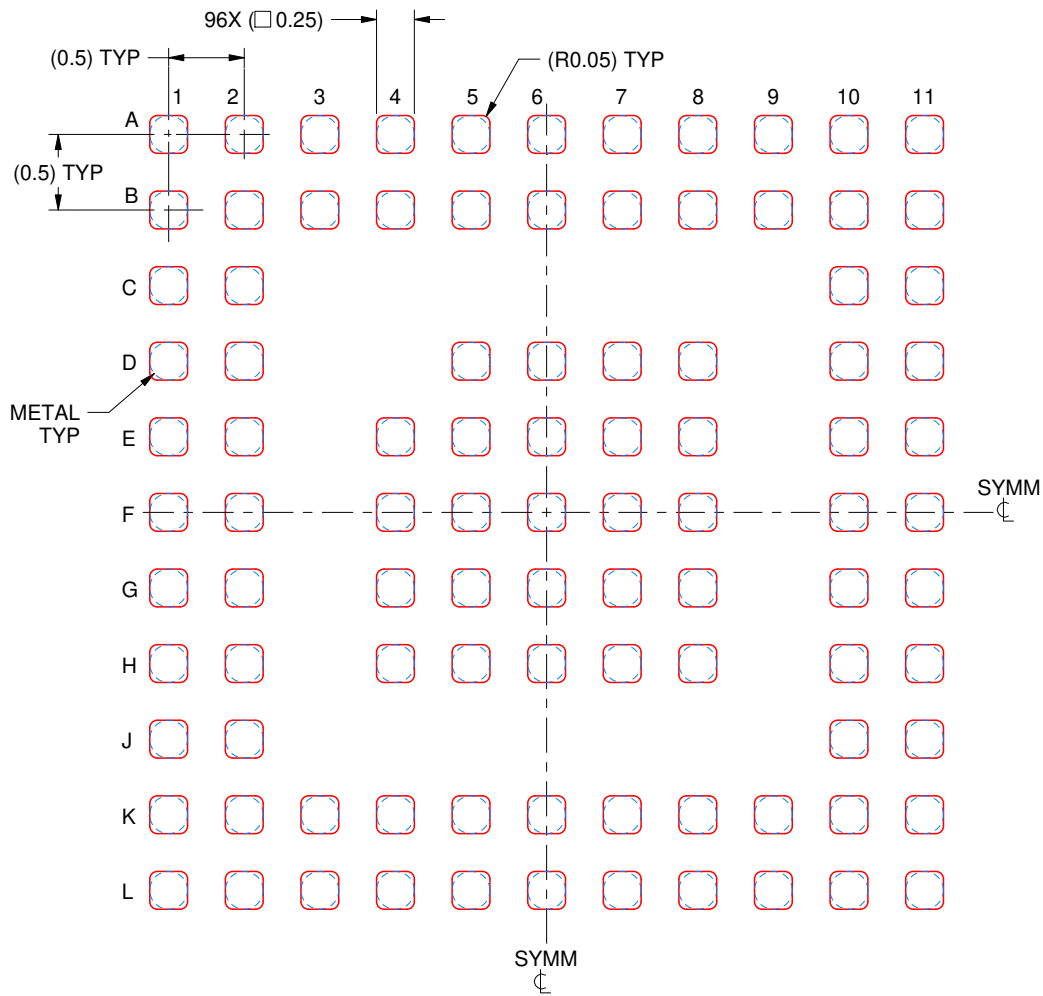 96X (□ 0.25)
(0.5) TYP
(R0.05) TYP
1 2 3 4 5 6 7 8 9 10 11
A
(0.5) TYP
B
C
D
METAL
TYP
E
F
SYMM
℄
G
H
J
K
L
SYMM
℄